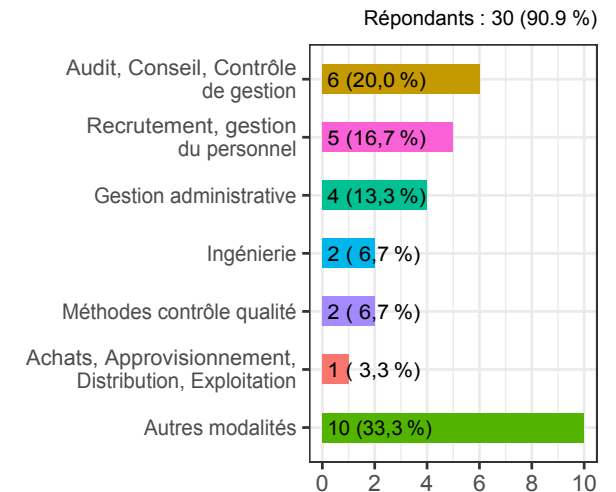 Répondants : 30 (90.9 %)
Audit, Conseil, Contrôle
de gestion
6 (20,0 %)
Recrutement, gestion
du personnel
5 (16,7 %)
Gestion administrative
4 (13,3 %)
Ingénierie
2 ( 6,7 %)
Méthodes contrôle qualité
2 ( 6,7 %)
Achats, Approvisionnement,
Distribution, Exploitation
1 ( 3,3 %)
Autres modalités
10 (33,3 %)
0 2 4 6 8 10